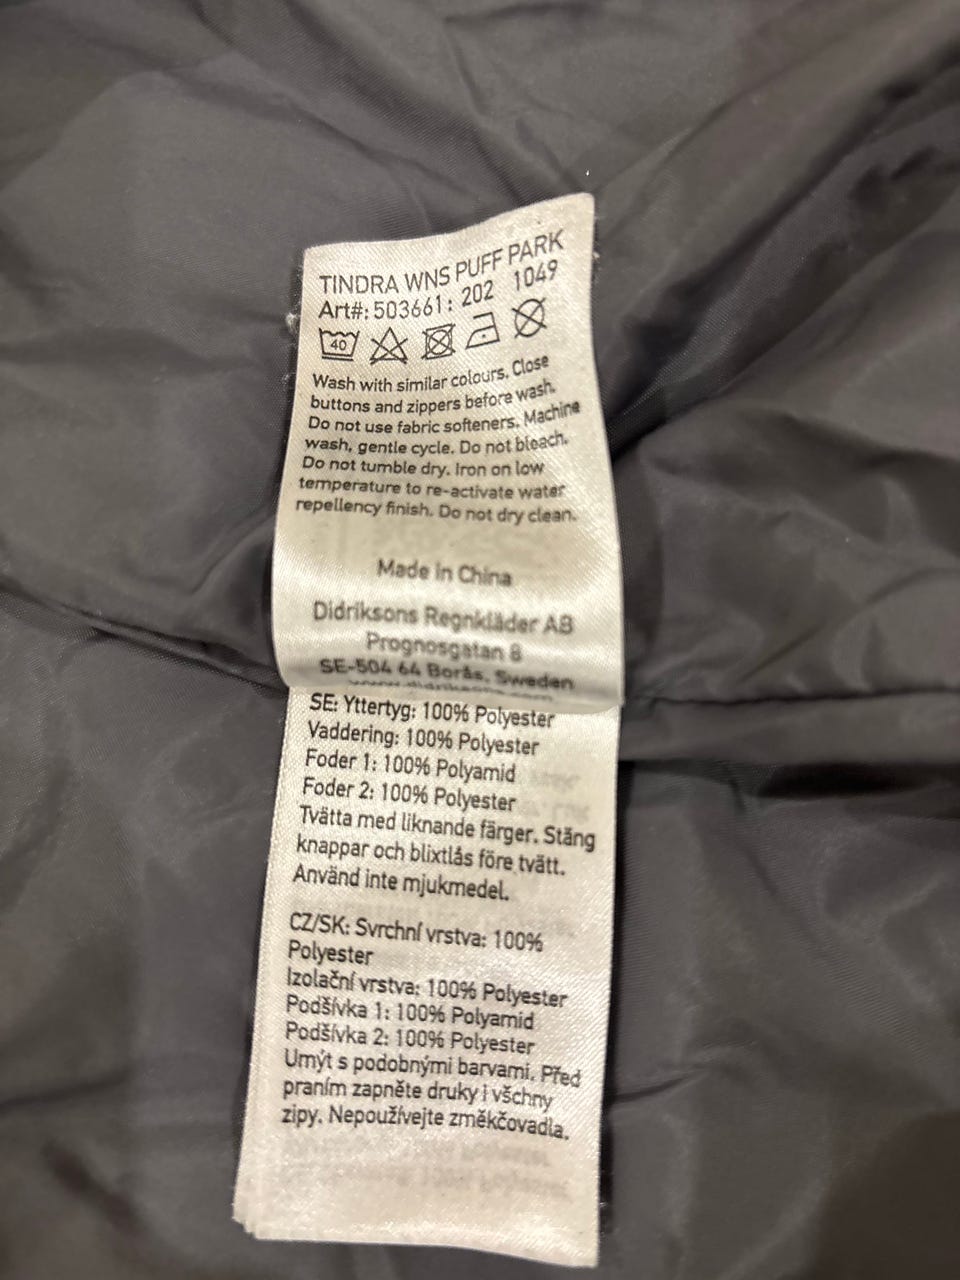 TINDRA WNS PUFF PARK
Art#: 503661: 202 1049
40
Wash with similar colours. Close
buttons and zippers before wash.
Do not use fabric softeners. Machine
wash, gentle cycle. Do not bleach.
Do not tumble dry. Iron on low
temperature to re-activate water
repellency finish. Do not dry clean.
Made in China
Didriksons Regnkläder AB
Prognosgatan 8
SE-504 64 Borås, Sweden
SE: Yttertyg: 100% Polyester
Vaddering: 100% Polyester
Foder 1: 100% Polyamid
Foder 2: 100% Polyester
Tvätta med liknande färger. Stäng
knappar och blixtlås före tvätt.
Använd inte mjukmedel.
CZ/SK: Svrchní vrstva: 100%
Polyester
Izolační vrstva: 100% Polyester
Podšívka 1: 100% Polyamid
Podšívka 2: 100% Polyester
Umýt s podobnými barvami. Před
praním zapněte druky i všchny
zipy. Nepoužívejte změkčovadla.